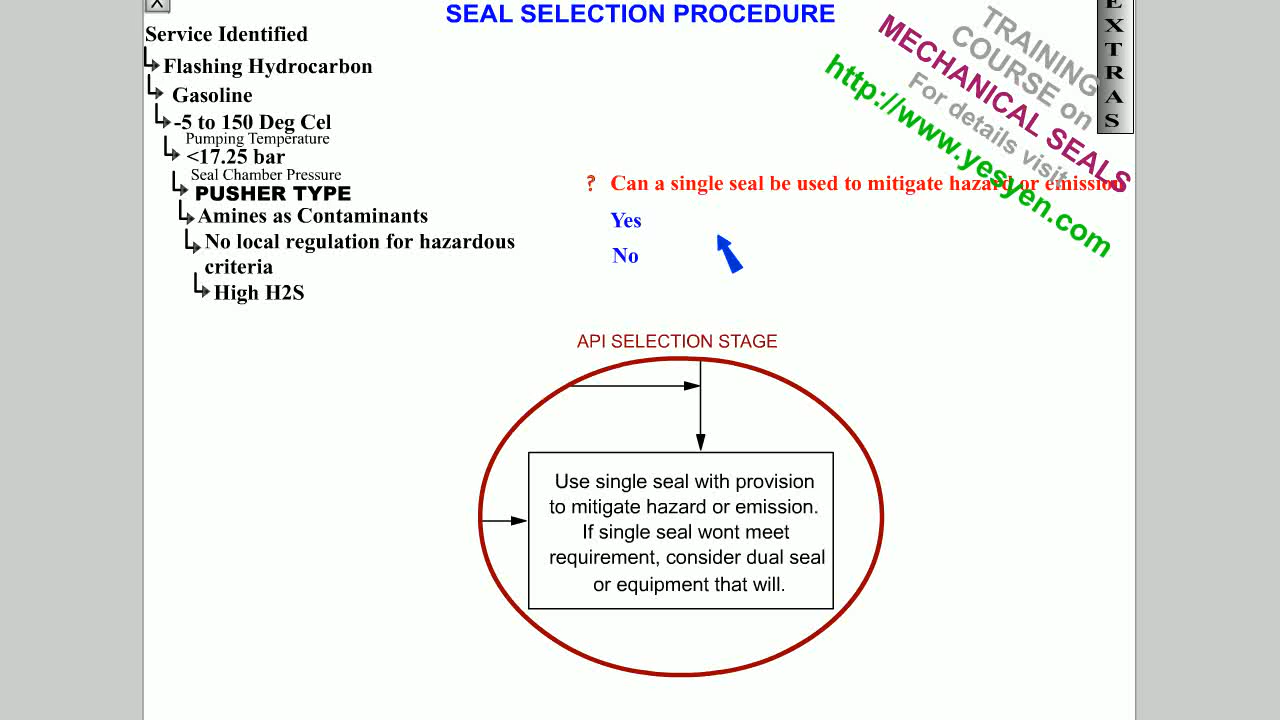 X
SEAL SELECTION PROCEDURE
Service Identified
Flashing Hydrocarbon
Gasoline
-5 to 150 Deg Cel
Pumping Temperature
<17.25 bar
Seal Chamber Pressure
PUSHER TYPE
Amines as Contaminants
No local regulation for hazardous
criteria
High H2S
TRAINING
COURSE on
MECHANICAL SEALS
For details visit
http://www.yesyen.com
E
X
T
R
A
S
? Can a single seal be used to mitigate hazard or emission
Yes
No
API SELECTION STAGE
Use single seal with provision
to mitigate hazard or emission.
If single seal wont meet
requirement, consider dual seal
or equipment that will.